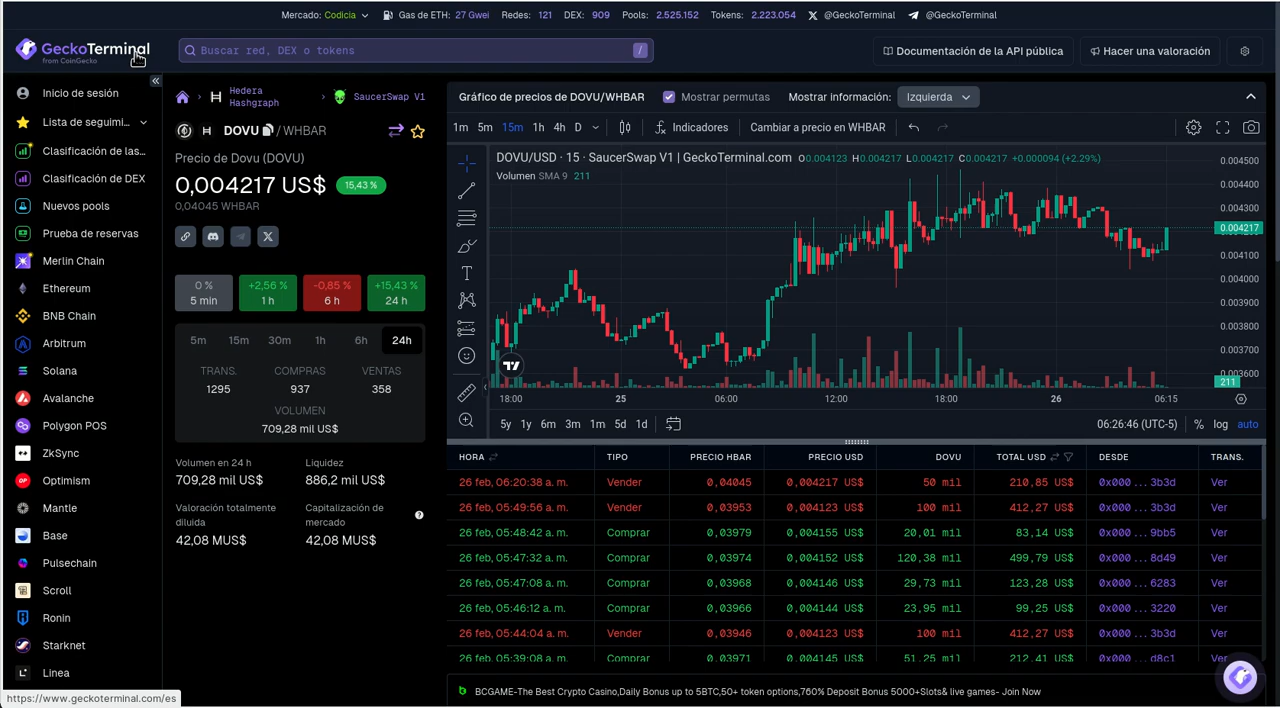 Mercado: Codicia Gas de ETH: 27 Gwei Redes: 121 DEX: 909 Pools: 2.525.152 Tokens: 2.223.054 @GeckoTerminal @GeckoTerminal
GeckoTerminal
from CoinGecko
Buscar red, DEX o tokens /
Documentación de la API pública
Hacer una valoración
«
Inicio de sesión
Lista de seguimi...
Clasificación de las...
Clasificación de DEX
Nuevos pools
Prueba de reservas
Merlin Chain
Ethereum
BNB Chain
Arbitrum
Solana
Avalanche
Polygon POS
ZkSync
Optimism
Mantle
Base
Pulsechain
Scroll
Ronin
Starknet
Linea
https://www.geckoterminal.com/es
Hedera
Hashgraph
SaucerSwap V1
DOVU / WHBAR
Precio de Dovu (DOVU)
0,004217 US$ 15,43 %
0,04045 WHBAR
0 % +2,56 % -0,85 % +15,43 %
5 min 1 h 6 h 24 h
5m 15m 30m 1h 6h 24h
TRANS. COMPRAS VENTAS
1295 937 358
VOLUMEN
709,28 mil US$
Volumen en 24 h Liquidez
709,28 mil US$ 886,2 mil US$
Valoración totalmente
diluida
42,08 MUS$
Capitalización de
mercado
42,08 MUS$
Gráfico de precios de DOVU/WHBAR Mostrar permutas Mostrar información: Izquierda
1m 5m 15m 1h 4h D Indicadores Cambiar a precio en WHBAR
DOVU/USD · 15 · SaucerSwap V1 | GeckoTerminal.com O0.004123 H0.004217 L0.004217 C0.004217 +0.000094 (+2.29%)
Volumen SMA 9 211
0.004500
0.004400
0.004300
0.004217
0.004100
0.004000
0.003900
0.003800
0.003700
0.003600
211
18:00 25 06:00 12:00 18:00 26 06:15
5y 1y 6m 3m 1m 5d 1d 06:26:46 (UTC-5) % log auto
HORA TIPO PRECIO HBAR PRECIO USD DOVU TOTAL USD DESDE TRANS.
26 feb, 06:20:38 a. m. Vender 0,04045 0,004217 US$ 50 mil 210,85 US$ 0x000 ... 3b3d Ver
26 feb, 05:49:56 a. m. Vender 0,03953 0,004123 US$ 100 mil 412,27 US$ 0x000 ... 3b3d Ver
26 feb, 05:48:42 a. m. Comprar 0,03979 0,004155 US$ 20,01 mil 83,14 US$ 0x000 ... 9bb5 Ver
26 feb, 05:47:32 a. m. Comprar 0,03974 0,004152 US$ 120,38 mil 499,79 US$ 0x000 ... 8d49 Ver
26 feb, 05:47:08 a. m. Comprar 0,03968 0,004146 US$ 29,73 mil 123,28 US$ 0x000 ... 6283 Ver
26 feb, 05:46:12 a. m. Comprar 0,03966 0,004144 US$ 23,95 mil 99,25 US$ 0x000 ... 3220 Ver
26 feb, 05:44:04 a. m. Vender 0,03946 0,004123 US$ 100 mil 412,27 US$ 0x000 ... 3b3d Ver
26 feb, 05:39:08 a. m. Comprar 0,03971 0,004145 US$ 51,25 mil 212,41 US$ 0x000 ... d8c1 Ver
BCGAME-The Best Crypto Casino,Daily Bonus up to 5BTC,50+ token options,760% Deposit Bonus 5000+Slots& live games- Join Now